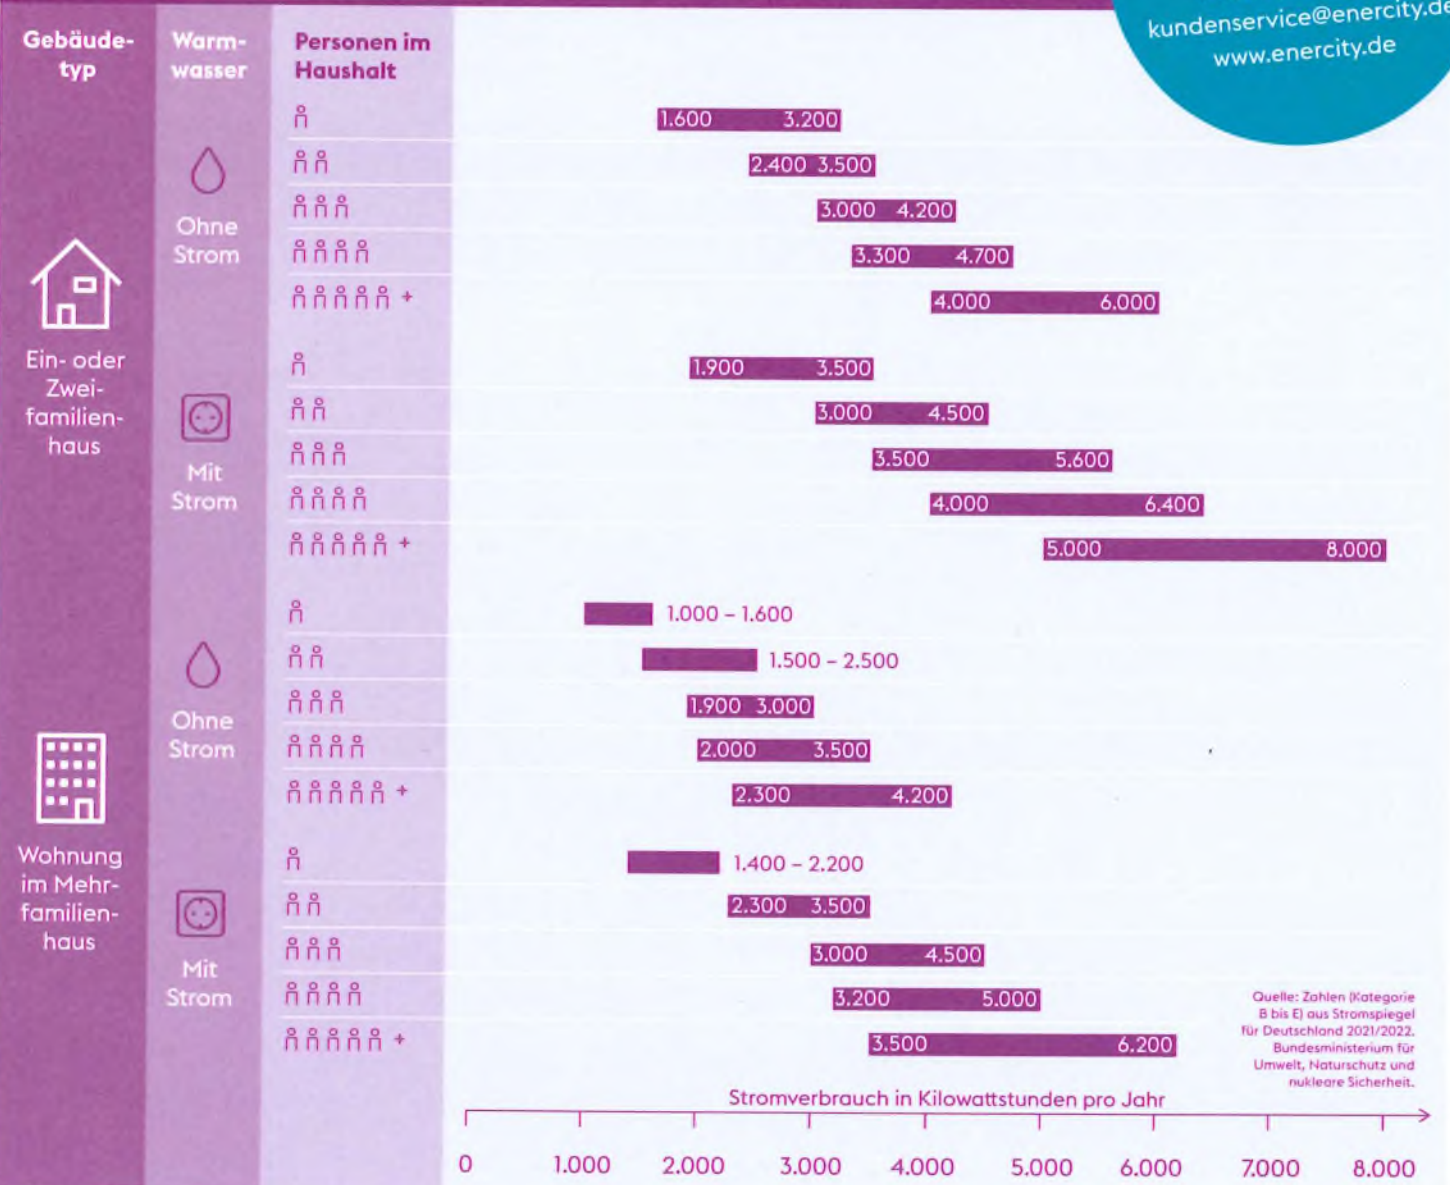 kundenservice@enercity.de
www.enercity.de
Gebäude-
typ
Warm-
wasser
Personen im
Haushalt
1.600 3.200
2.400 3.500
Ohne
Strom
3.000 4.200
3.300 4.700
+ 4.000 6.000
Ein- oder
Zwei-
familien-
haus
1.900 3.500
3.000 4.500
Mit
Strom
3.500 5.600
4.000 6.400
+ 5.000 8.000
1.000 – 1.600
1.500 – 2.500
Ohne
Strom
1.900 3.000
2.000 3.500
+ 2.300 4.200
Wohnung
im Mehr-
familien-
haus
1.400 – 2.200
2.300 3.500
Mit
Strom
3.000 4.500
3.200 5.000
+ 3.500 6.200
Quelle: Zahlen (Kategorie
B bis E) aus Stromspiegel
für Deutschland 2021/2022.
Bundesministerium für
Umwelt, Naturschutz und
nukleare Sicherheit.
Stromverbrauch in Kilowattstunden pro Jahr
0 1.000 2.000 3.000 4.000 5.000 6.000 7.000 8.000